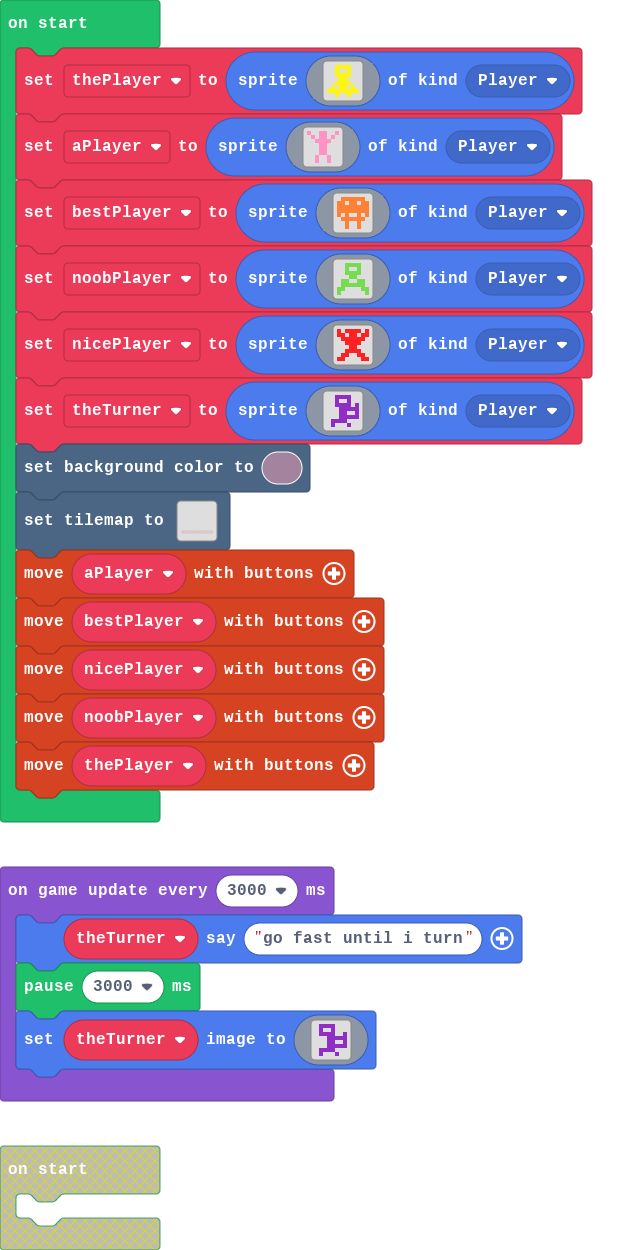 on start
set thePlayer to sprite of kind Player
set aPlayer to sprite of kind Player
set bestPlayer to sprite of kind Player
set noobPlayer to sprite of kind Player
set nicePlayer to sprite of kind Player
set theTurner to sprite of kind Player
set background color to
set tilemap to
move aPlayer with buttons
move bestPlayer with buttons
move nicePlayer with buttons
move noobPlayer with buttons
move thePlayer with buttons
on game update every 3000 ms
theTurner say "go fast until i turn"
pause 3000 ms
set theTurner image to
on start